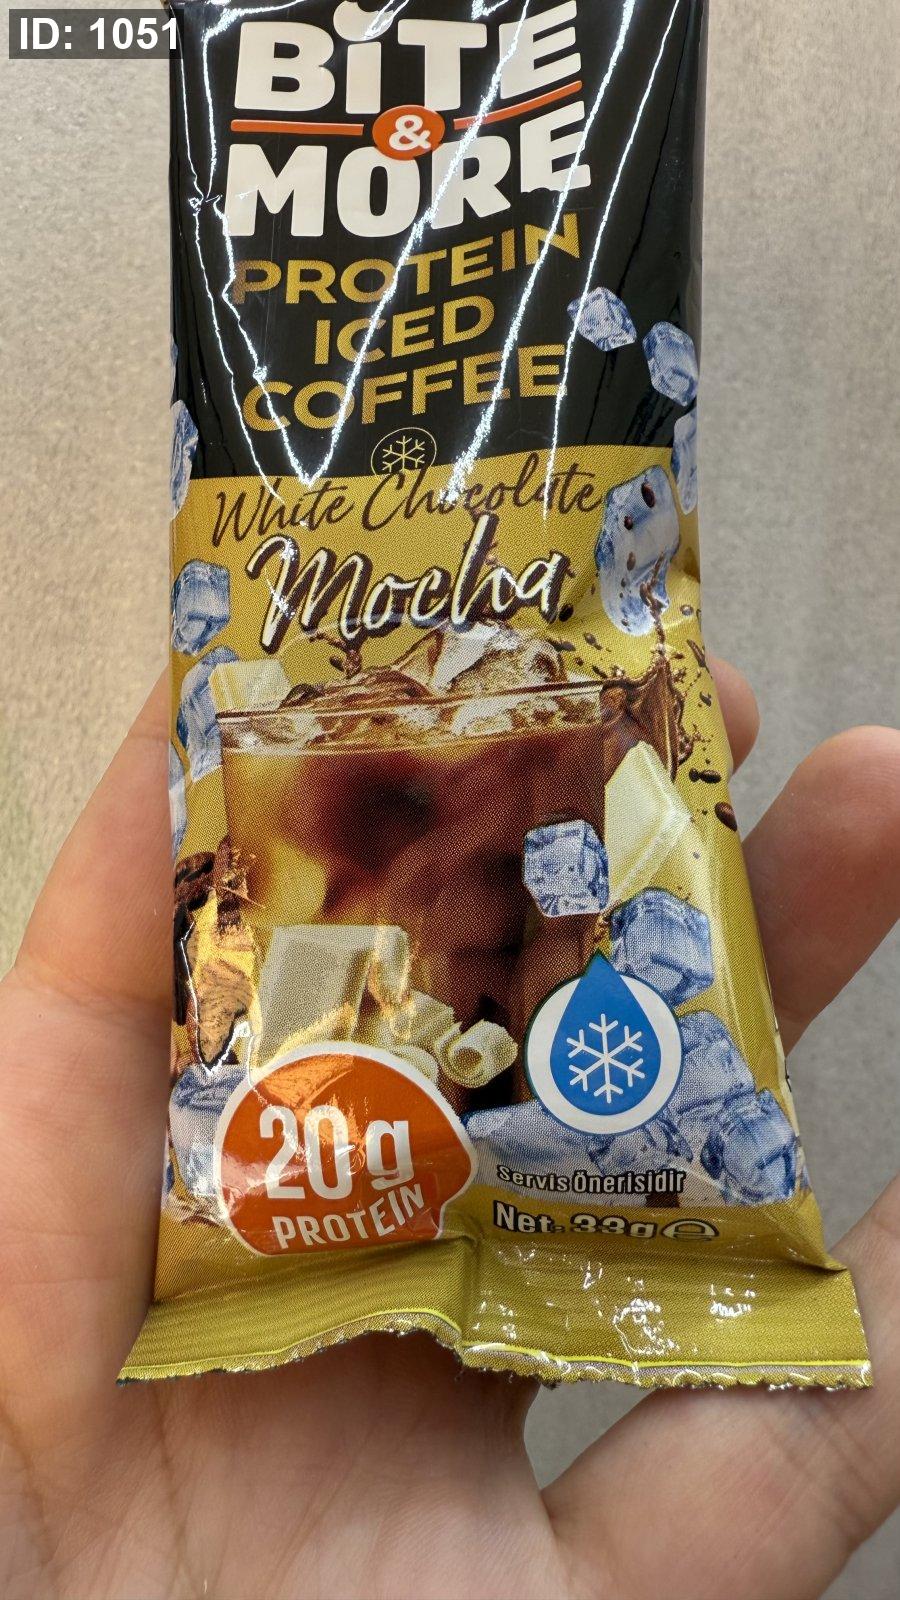 ID: 1051
BiTE
&
MORE
PROTEIN
ICED
COFFEE
White Chocolate
Mocha
20g
PROTEIN
Servis Önerisidir
Net: 33g ℮